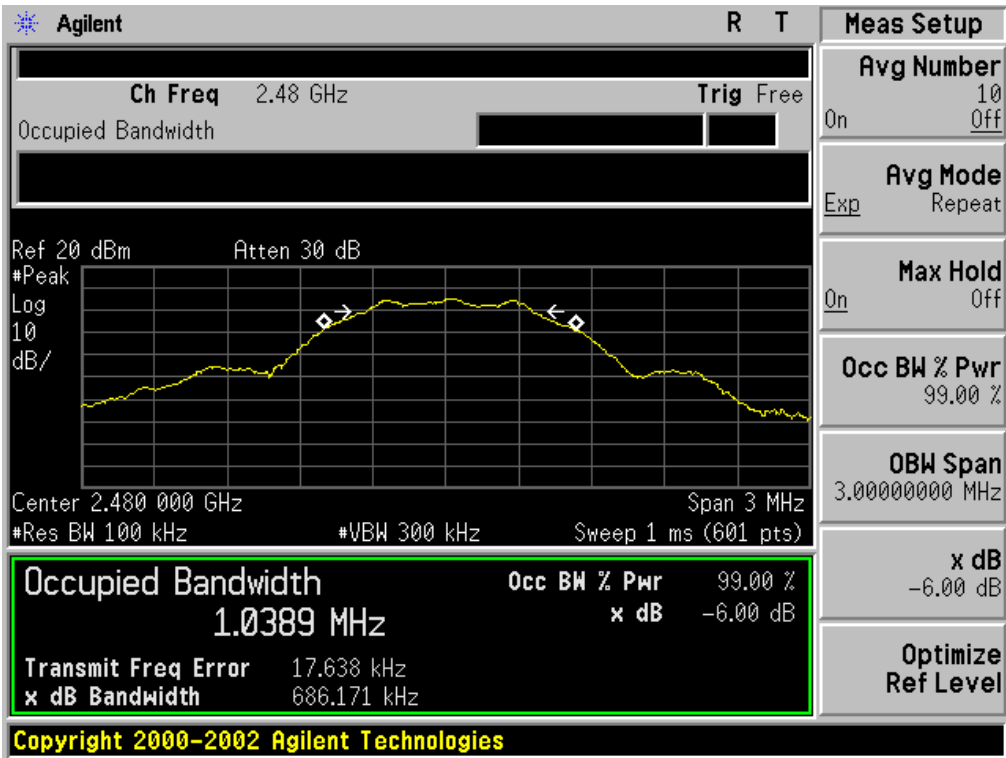 Agilent R T
Ch Freq 2.48 GHz Trig Free
Occupied Bandwidth
Ref 20 dBm Atten 30 dB
#Peak
Log
10
dB/
Center 2.480 000 GHz Span 3 MHz
#Res BW 100 kHz #VBW 300 kHz Sweep 1 ms (601 pts)
Occupied Bandwidth Occ BW % Pwr 99.00 %
1.0389 MHz x dB -6.00 dB
Transmit Freq Error 17.638 kHz
x dB Bandwidth 686.171 kHz
Copyright 2000-2002 Agilent Technologies
Meas Setup
Avg Number
10
On Off
Avg Mode
Exp Repeat
Max Hold
On Off
Occ BW % Pwr
99.00 %
OBW Span
3.00000000 MHz
x dB
-6.00 dB
Optimize
Ref Level